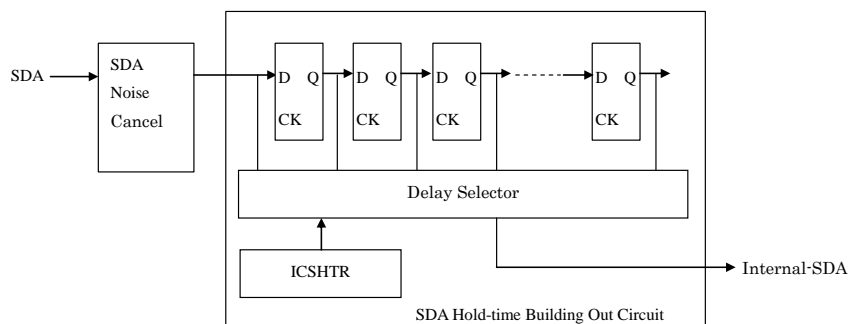 SDA
SDA
Noise
Cancel
D Q
CK
D Q
CK
D Q
CK
D Q
CK
Delay Selector
ICSHTR
Internal-SDA
SDA Hold-time Building Out Circuit